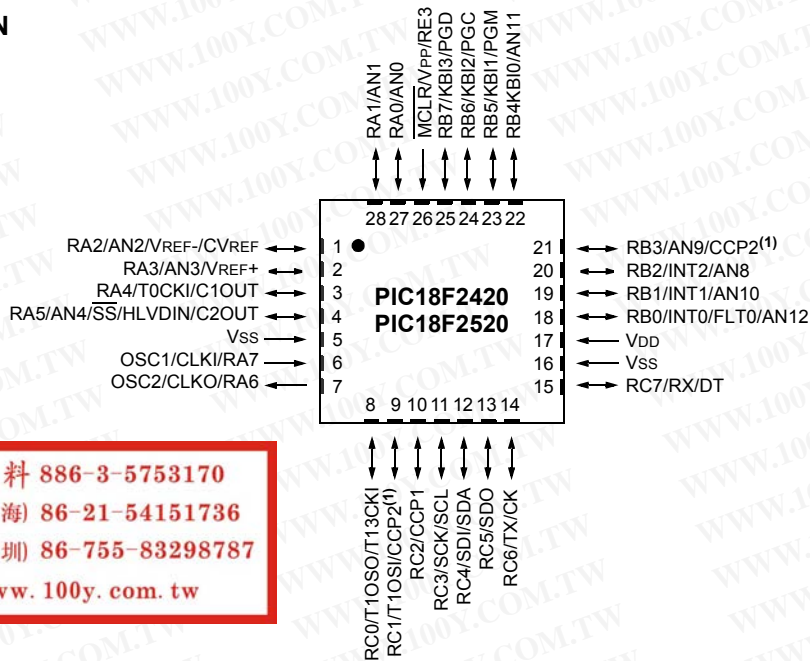 N
RA1/AN1
RA0/AN0
MCLR/VPP/RE3
RB7/KBI3/PGD
RB6/KBI2/PGC
RB5/KBI1/PGM
RB4KBI0/AN11
28 27 26 25 24 23 22
RA2/AN2/VREF-/CVREF 1
RA3/AN3/VREF+ 2
RA4/T0CKI/C1OUT 3
RA5/AN4/SS/HLVDIN/C2OUT 4
VSS 5
OSC1/CLKI/RA7 6
OSC2/CLKO/RA6 7
PIC18F2420
PIC18F2520
21 RB3/AN9/CCP2(1)
20 RB2/INT2/AN8
19 RB1/INT1/AN10
18 RB0/INT0/FLT0/AN12
17 VDD
16 VSS
15 RC7/RX/DT
8 9 10 11 12 13 14
RC0/T1OSO/T13CKI
RC1/T1OSI/CCP2(1)
RC2/CCP1
RC3/SCK/SCL
RC4/SDI/SDA
RC5/SDO
RC6/TX/CK
料 886-3-5753170
海) 86-21-54151736
圳) 86-755-83298787
w. 100y. com. tw
WWW.100Y.COM.TW